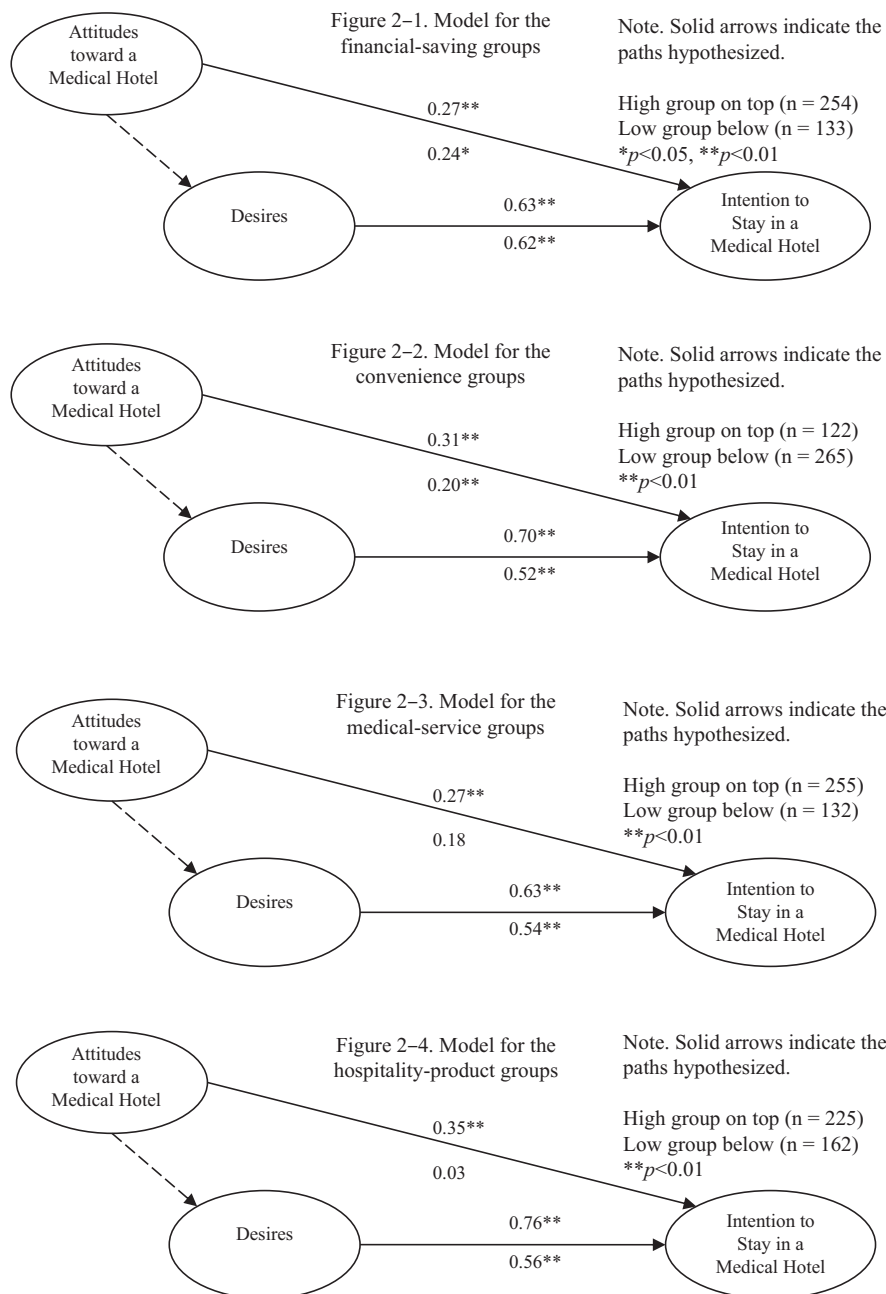 Attitudes
toward a
Medical Hotel
Figure 2–1. Model for the
financial-saving groups
Note. Solid arrows indicate the
paths hypothesized.
High group on top (n = 254)
Low group below (n = 133)
*p<0.05, **p<0.01
0.27**
0.24*
Desires
0.63**
0.62**
Intention to
Stay in a
Medical Hotel
Attitudes
toward a
Medical Hotel
Figure 2–2. Model for the
convenience groups
Note. Solid arrows indicate the
paths hypothesized.
High group on top (n = 122)
Low group below (n = 265)
**p<0.01
0.31**
0.20**
Desires
0.70**
0.52**
Intention to
Stay in a
Medical Hotel
Attitudes
toward a
Medical Hotel
Figure 2–3. Model for the
medical-service groups
Note. Solid arrows indicate the
paths hypothesized.
High group on top (n = 255)
Low group below (n = 132)
**p<0.01
0.27**
0.18
Desires
0.63**
0.54**
Intention to
Stay in a
Medical Hotel
Attitudes
toward a
Medical Hotel
Figure 2–4. Model for the
hospitality-product groups
Note. Solid arrows indicate the
paths hypothesized.
High group on top (n = 225)
Low group below (n = 162)
**p<0.01
0.35**
0.03
Desires
0.76**
0.56**
Intention to
Stay in a
Medical Hotel